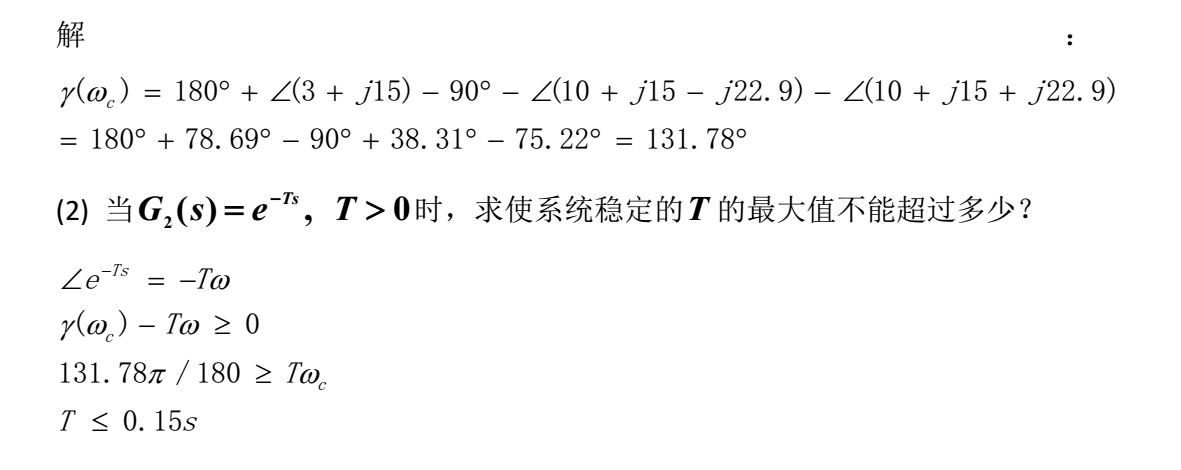 解 :
γ(ω_c) = 180° + ∠(3 + j15) − 90° − ∠(10 + j15 − j22.9) − ∠(10 + j15 + j22.9)
= 180° + 78.69° − 90° + 38.31° − 75.22° = 131.78°
(2) 当G₂(s)=e^{−Ts}, T>0时，求使系统稳定的T的最大值不能超过多少?
∠e^{−Ts} = −Tω
γ(ω_c) − Tω ≥ 0
131.78π / 180 ≥ Tω_c
T ≤ 0.15s